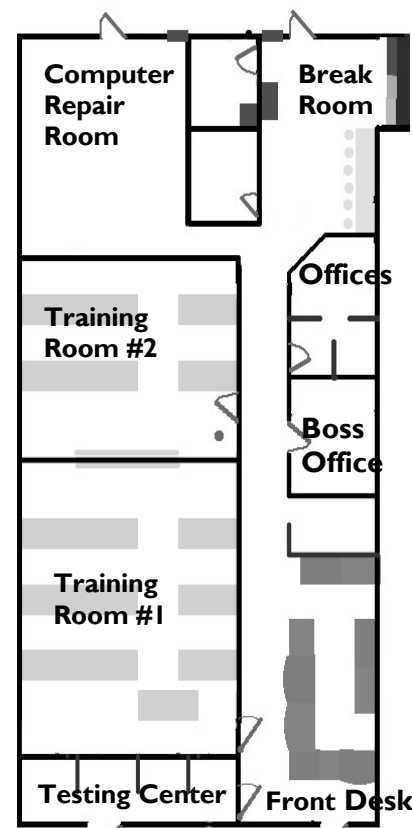 Computer
Repair
Room
Break
Room
Offices
Training
Room #2
Boss
Office
Training
Room #1
Testing Center
Front Desk